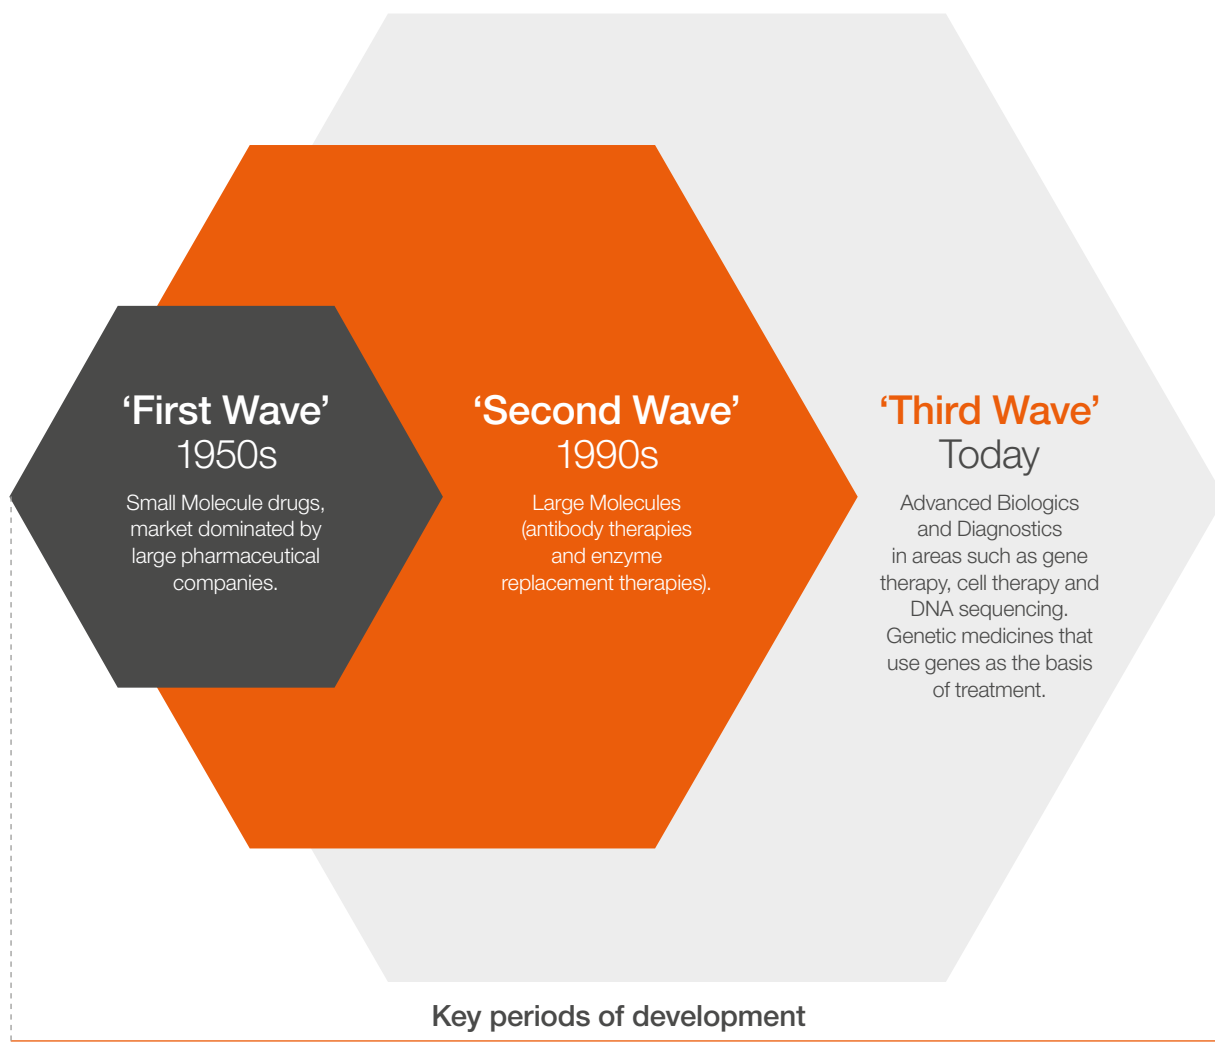 ‘First Wave’
1950s
Small Molecule drugs,
market dominated by
large pharmaceutical
companies.
‘Second Wave’
1990s
Large Molecules
(antibody therapies
and enzyme
replacement therapies).
‘Third Wave’
Today
Advanced Biologics
and Diagnostics
in areas such as gene
therapy, cell therapy and
DNA sequencing.
Genetic medicines that
use genes as the basis
of treatment.
Key periods of development